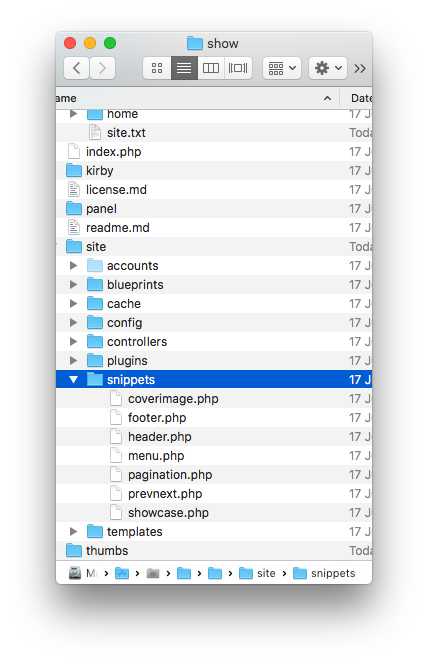 show
ame Date
home 17 J
site.txt Toda
index.php 17 J
kirby 17 J
license.md 17 J
panel 17 J
readme.md 17 J
site Toda
accounts 17 J
blueprints 17 J
cache 17 J
config 17 J
controllers 17 J
plugins 17 J
snippets 17 J
coverimage.php 17 J
footer.php 17 J
header.php 17 J
menu.php 17 J
pagination.php 17 J
prevnext.php 17 J
showcase.php 17 J
templates 17 J
thumbs Toda
M site snippets